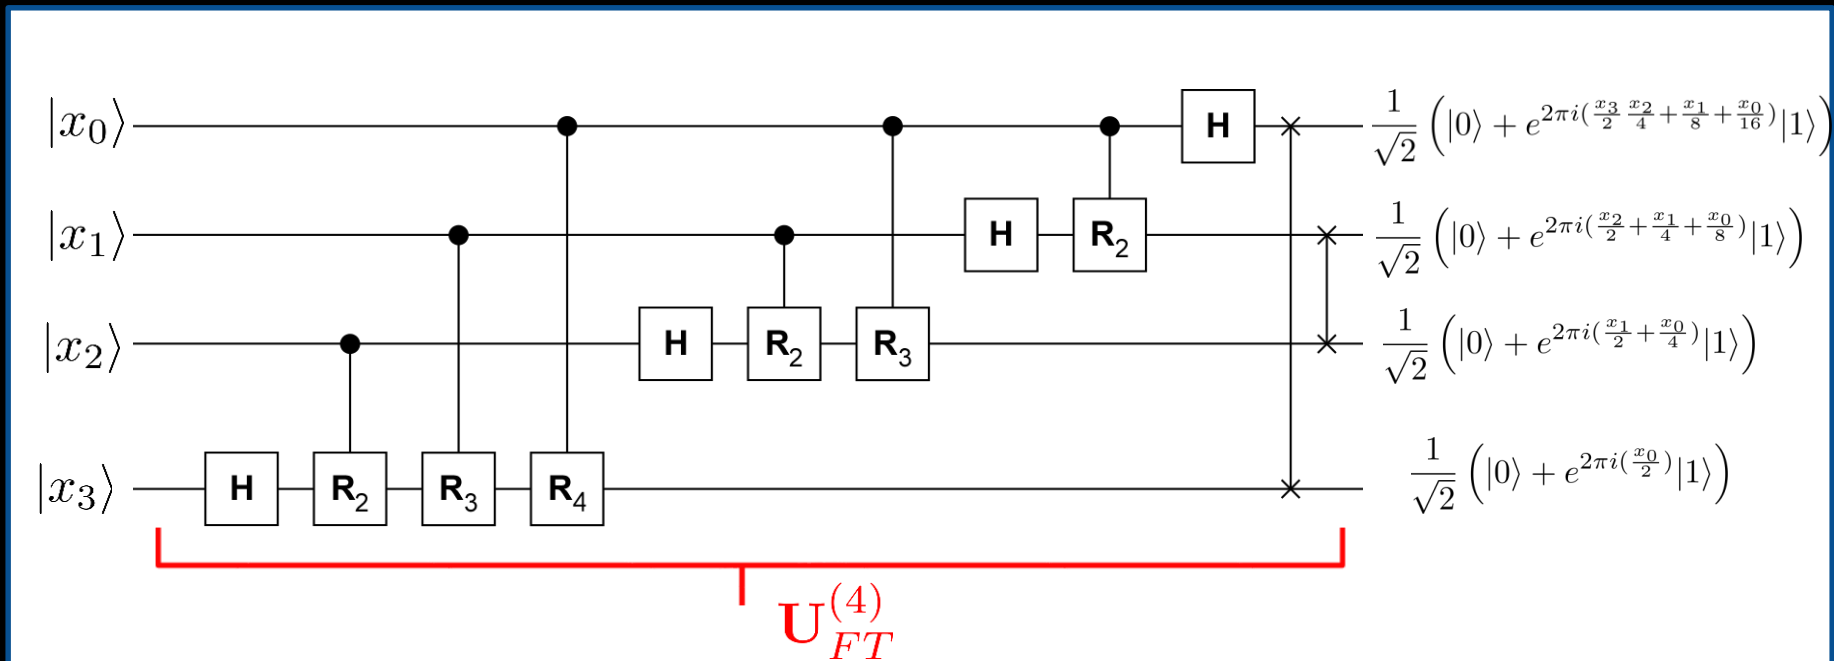 |x₀⟩ H 1/√2 (|0⟩ + e^{2πi(x₃/2 x₂/4 + x₁/8 + x₀/16)}|1⟩)
|x₁⟩ H R₂ 1/√2 (|0⟩ + e^{2πi(x₂/2 + x₁/4 + x₀/8)}|1⟩)
|x₂⟩ H R₂ R₃ 1/√2 (|0⟩ + e^{2πi(x₁/2 + x₀/4)}|1⟩)
|x₃⟩ H R₂ R₃ R₄ 1/√2 (|0⟩ + e^{2πi(x₀/2)}|1⟩)
U_{FT}^{(4)}